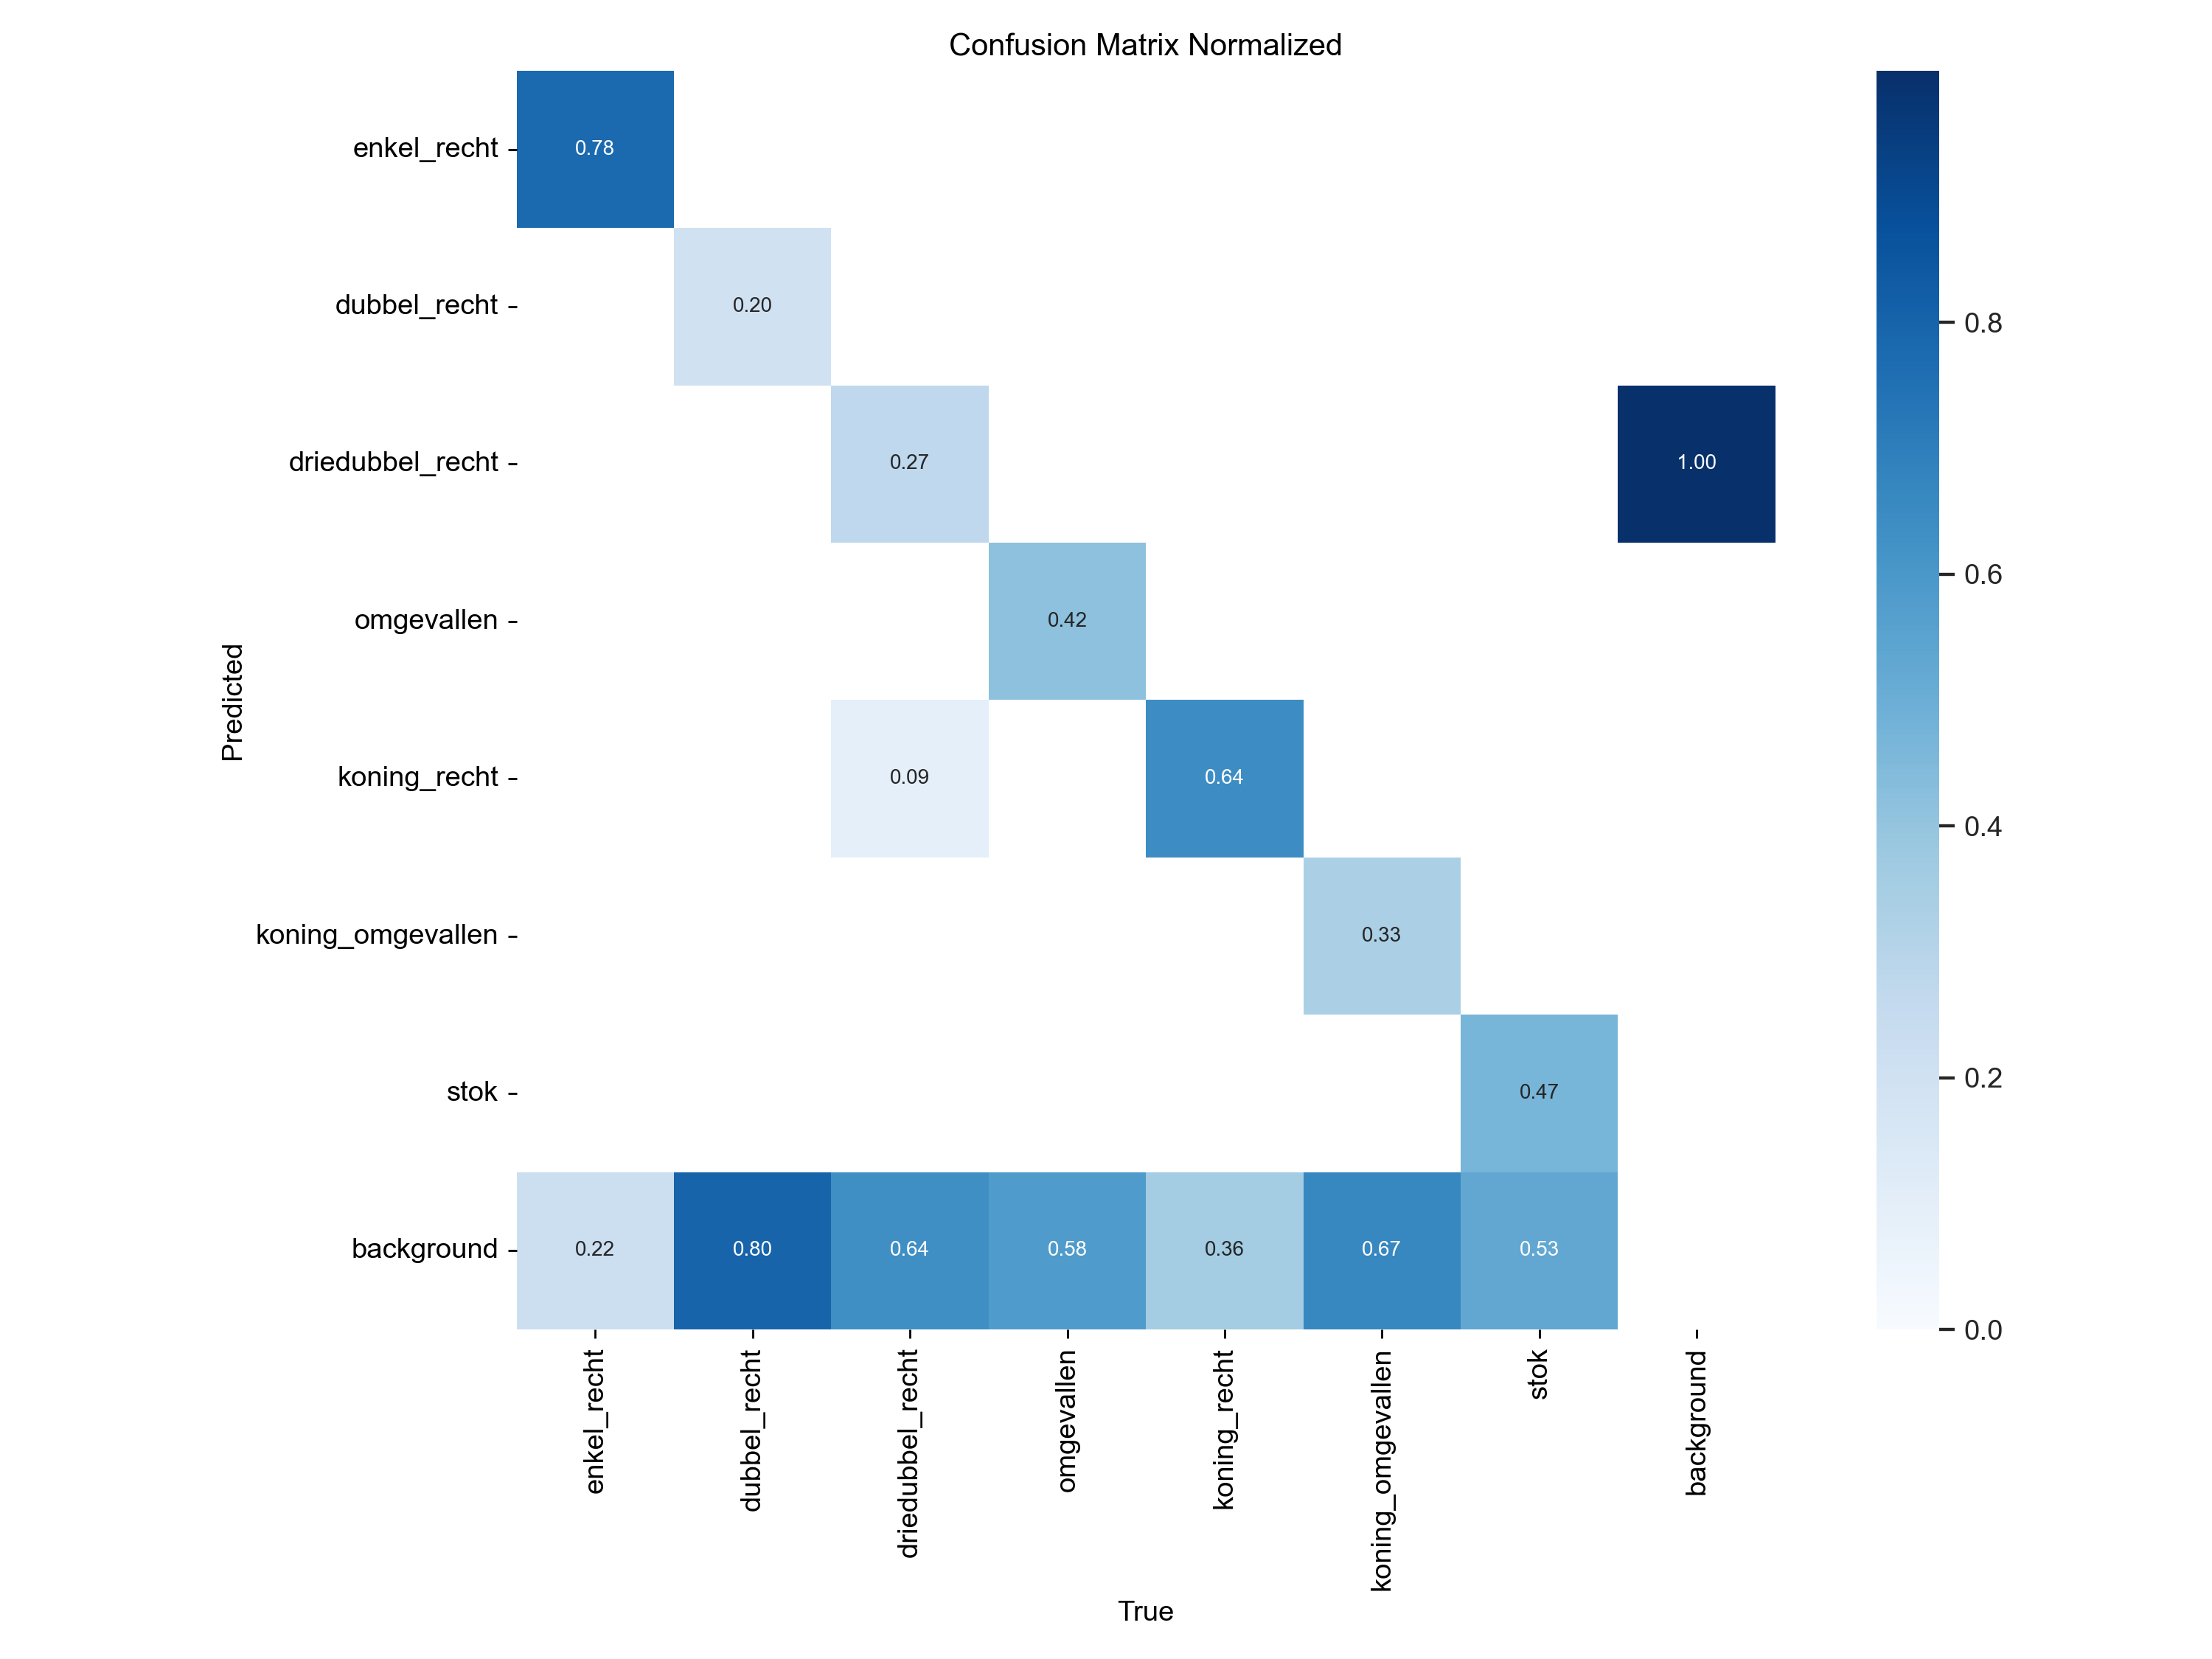 Confusion Matrix Normalized
Predicted
enkel_recht 0.78
dubbel_recht 0.20
driedubbel_recht 0.27 1.00
omgevallen 0.42
koning_recht 0.09 0.64
koning_omgevallen 0.33
stok 0.47
background 0.22 0.80 0.64 0.58 0.36 0.67 0.53
enkel_recht dubbel_recht driedubbel_recht omgevallen koning_recht koning_omgevallen stok background
True
0.8
0.6
0.4
0.2
0.0